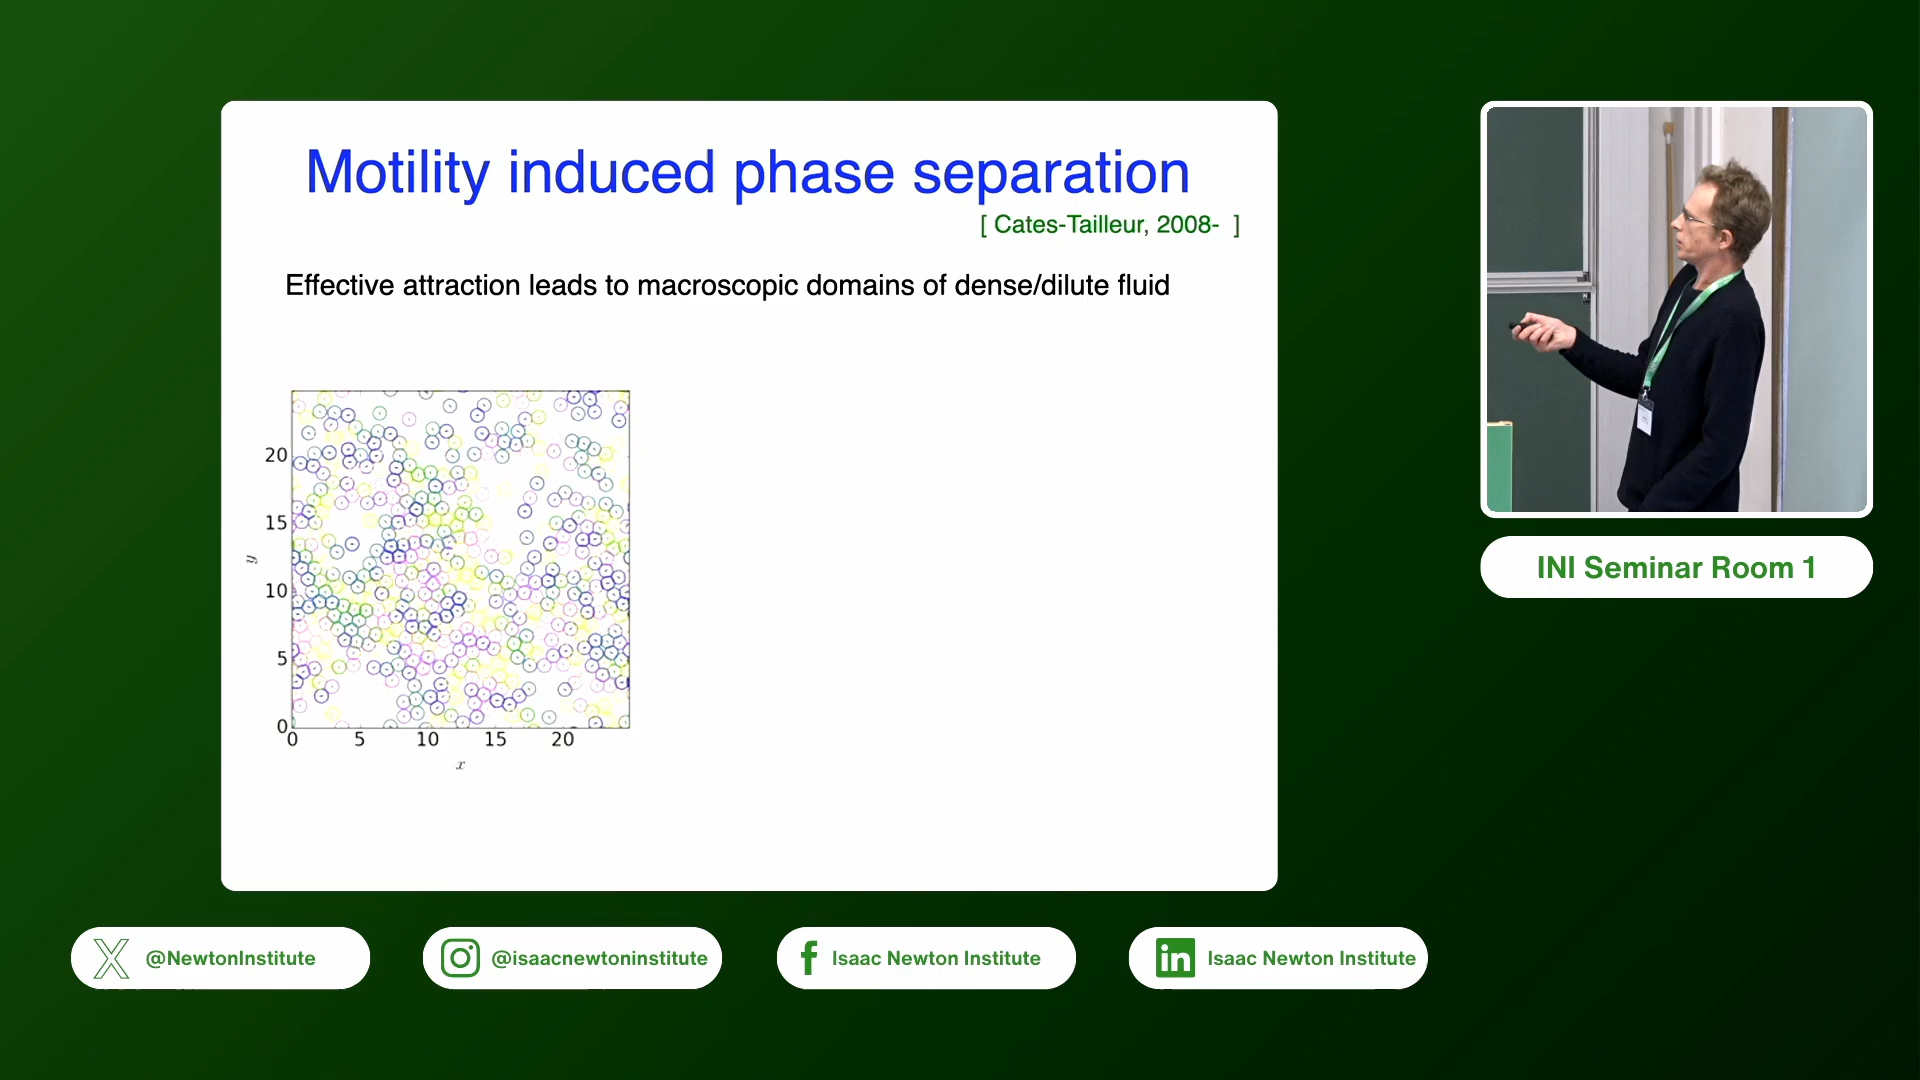 Motility induced phase separation
[ Cates-Tailleur, 2008- ]
Effective attraction leads to macroscopic domains of dense/dilute fluid
20
15
y
10
5
0
0 5 10 15 20
x
INI Seminar Room 1
@NewtonInstitute
@isaacnewtoninstitute
Isaac Newton Institute
Isaac Newton Institute